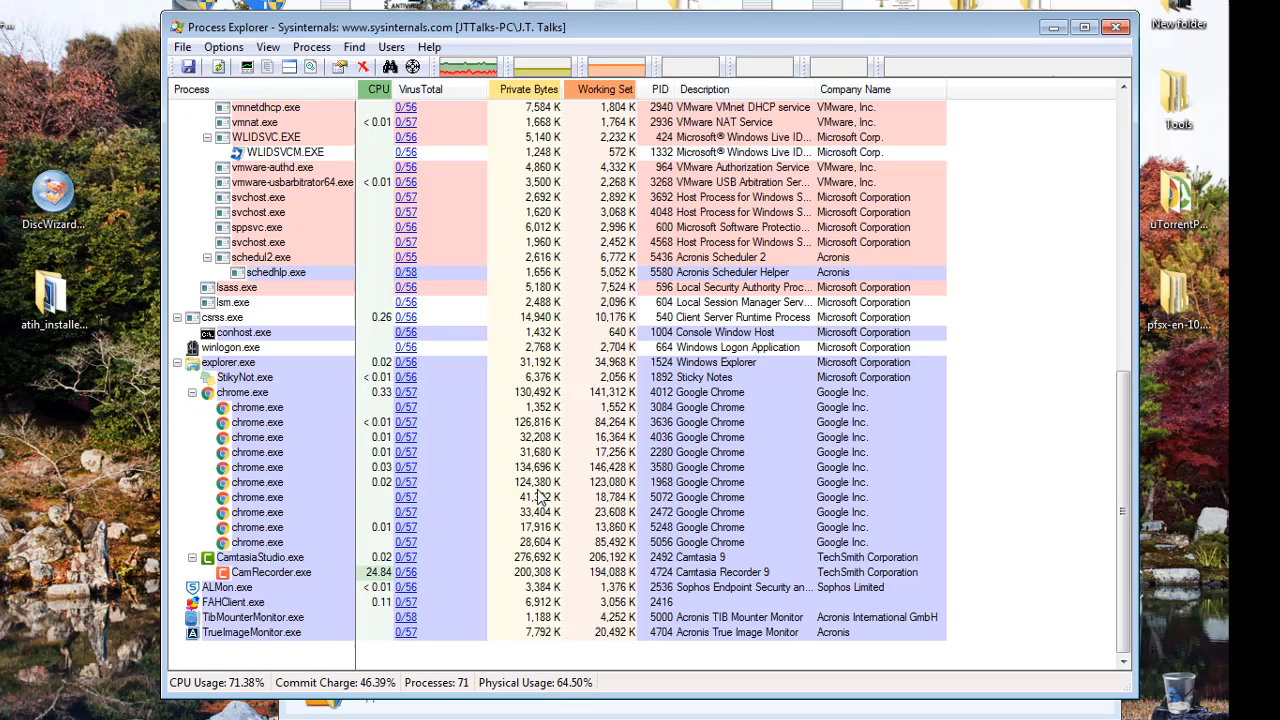 Process Explorer - Sysinternals: www.sysinternals.com [JTTalks-PC\J.T. Talks]
File Options View Process Find Users Help
Process CPU VirusTotal Private Bytes Working Set PID Description Company Name
vmnetdhcp.exe 0/56 7,584 K 1,804 K 2940 VMware VMnet DHCP service VMware, Inc.
vmnat.exe < 0.01 0/57 1,668 K 1,764 K 2936 VMware NAT Service VMware, Inc.
WLIDSVC.EXE 0/56 5,140 K 2,232 K 424 Microsoft® Windows Live ID... Microsoft Corp.
WLIDSVCM.EXE 0/56 1,248 K 572 K 1332 Microsoft® Windows Live ID... Microsoft Corp.
vmware-authd.exe 0/56 4,860 K 4,332 K 964 VMware Authorization Service VMware, Inc.
vmware-usbarbitrator64.exe < 0.01 0/56 3,500 K 2,268 K 3268 VMware USB Arbitration Ser... VMware, Inc.
svchost.exe 0/57 2,692 K 2,892 K 3692 Host Process for Windows S... Microsoft Corporation
svchost.exe 0/57 1,620 K 3,068 K 4048 Host Process for Windows S... Microsoft Corporation
sppsvc.exe 0/56 6,012 K 2,996 K 600 Microsoft Software Protectio... Microsoft Corporation
svchost.exe 0/57 1,960 K 2,452 K 4568 Host Process for Windows S... Microsoft Corporation
schedul2.exe 0/55 2,616 K 6,772 K 5436 Acronis Scheduler 2 Acronis
schedhlp.exe 0/58 1,656 K 5,052 K 5580 Acronis Scheduler Helper Acronis
lsass.exe 0/56 5,180 K 7,524 K 596 Local Security Authority Proc... Microsoft Corporation
lsm.exe 0/56 2,488 K 2,096 K 604 Local Session Manager Serv... Microsoft Corporation
csrss.exe 0.26 0/56 14,940 K 10,176 K 540 Client Server Runtime Process Microsoft Corporation
conhost.exe 0/56 1,432 K 640 K 1004 Console Window Host Microsoft Corporation
winlogon.exe 0/56 2,768 K 2,704 K 664 Windows Logon Application Microsoft Corporation
explorer.exe 0.02 0/56 31,192 K 34,968 K 1524 Windows Explorer Microsoft Corporation
StikyNot.exe < 0.01 0/56 6,376 K 2,056 K 1892 Sticky Notes Microsoft Corporation
chrome.exe 0.33 0/57 130,492 K 141,312 K 4012 Google Chrome Google Inc.
chrome.exe 0/57 1,352 K 1,552 K 3084 Google Chrome Google Inc.
chrome.exe < 0.01 0/57 126,816 K 84,264 K 3636 Google Chrome Google Inc.
chrome.exe 0.01 0/57 32,208 K 16,364 K 4036 Google Chrome Google Inc.
chrome.exe 0.01 0/57 31,680 K 17,256 K 2280 Google Chrome Google Inc.
chrome.exe 0.03 0/57 134,696 K 146,428 K 3580 Google Chrome Google Inc.
chrome.exe 0.02 0/57 124,380 K 123,080 K 1968 Google Chrome Google Inc.
chrome.exe 0/57 K 18,784 K 5072 Google Chrome Google Inc.
chrome.exe 0/57 33,404 K 23,608 K 2472 Google Chrome Google Inc.
chrome.exe 0.01 0/57 17,916 K 13,860 K 5248 Google Chrome Google Inc.
chrome.exe 0/57 28,604 K 85,492 K 5056 Google Chrome Google Inc.
CamtasiaStudio.exe 0.02 0/57 276,692 K 206,192 K 2492 Camtasia 9 TechSmith Corporation
CamRecorder.exe 24.84 0/56 200,308 K 194,088 K 4724 Camtasia Recorder 9 TechSmith Corporation
ALMon.exe < 0.01 0/56 3,384 K 1,376 K 2536 Sophos Endpoint Security an... Sophos Limited
FAHClient.exe 0.11 0/57 6,912 K 3,056 K 2416
TibMounterMonitor.exe 0/58 1,188 K 4,252 K 5000 Acronis TIB Mounter Monitor Acronis International GmbH
TrueImageMonitor.exe 0/57 7,792 K 20,492 K 4704 Acronis True Image Monitor Acronis
CPU Usage: 71.38% Commit Charge: 46.39% Processes: 71 Physical Usage: 64.50%
DiscWizard...
atih_installe...
New folder
Tools
uTorrentP...
pfsx-en-10....